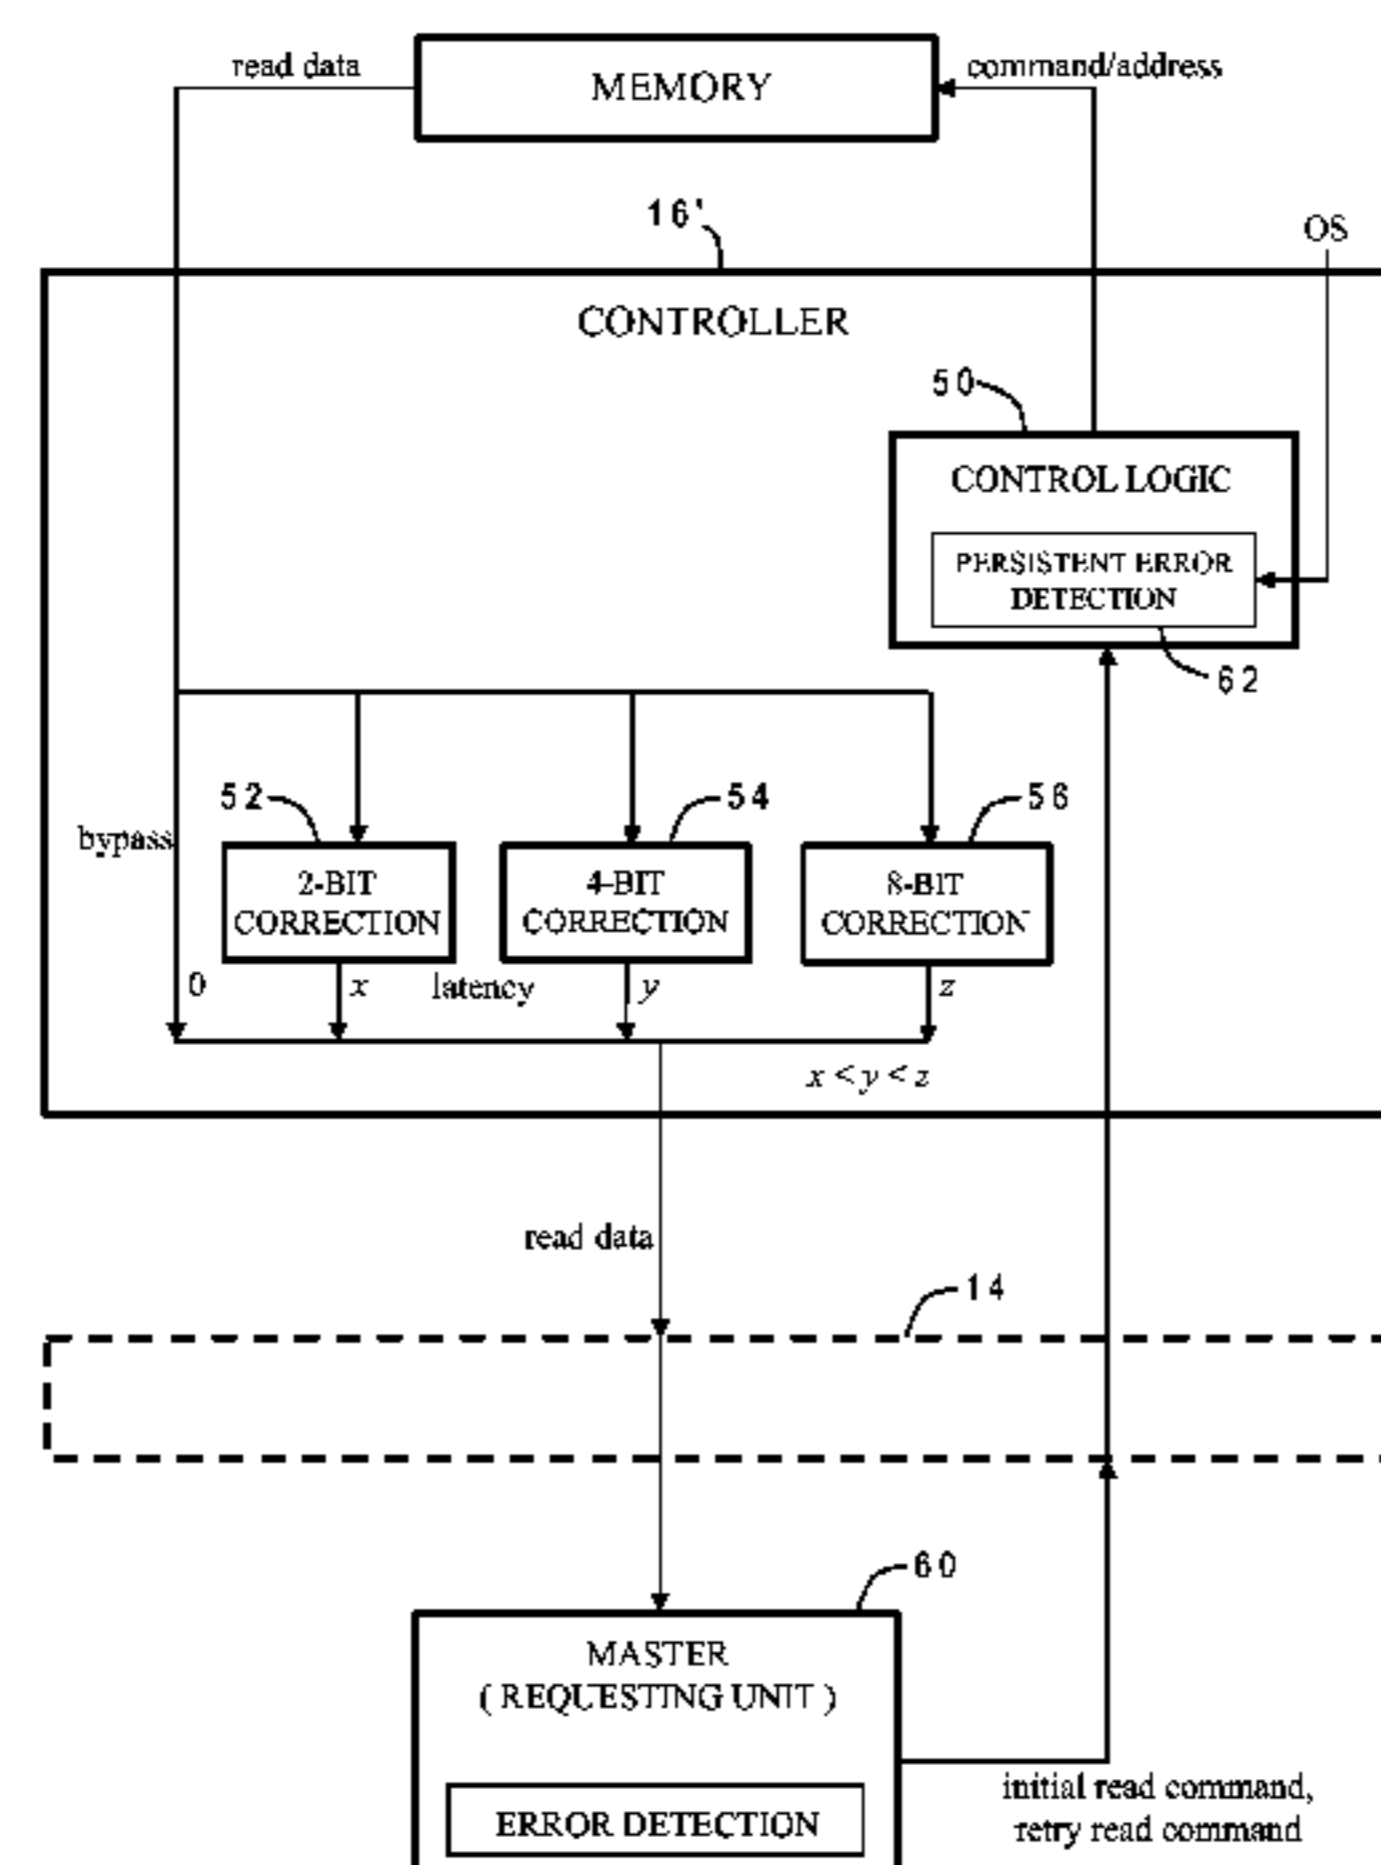 read data
MEMORY
command/address
16'
OS
CONTROLLER
50
CONTROL LOGIC
PERSISTENT ERROR
DETECTION
62
52
54
56
bypass
2-BIT
CORRECTION
4-BIT
CORRECTION
8-BIT
CORRECTION
0
x
latency
y
z
x < y < z
read data
14
60
MASTER
( REQUESTING UNIT )
initial read command,
retry read command
ERROR DETECTION